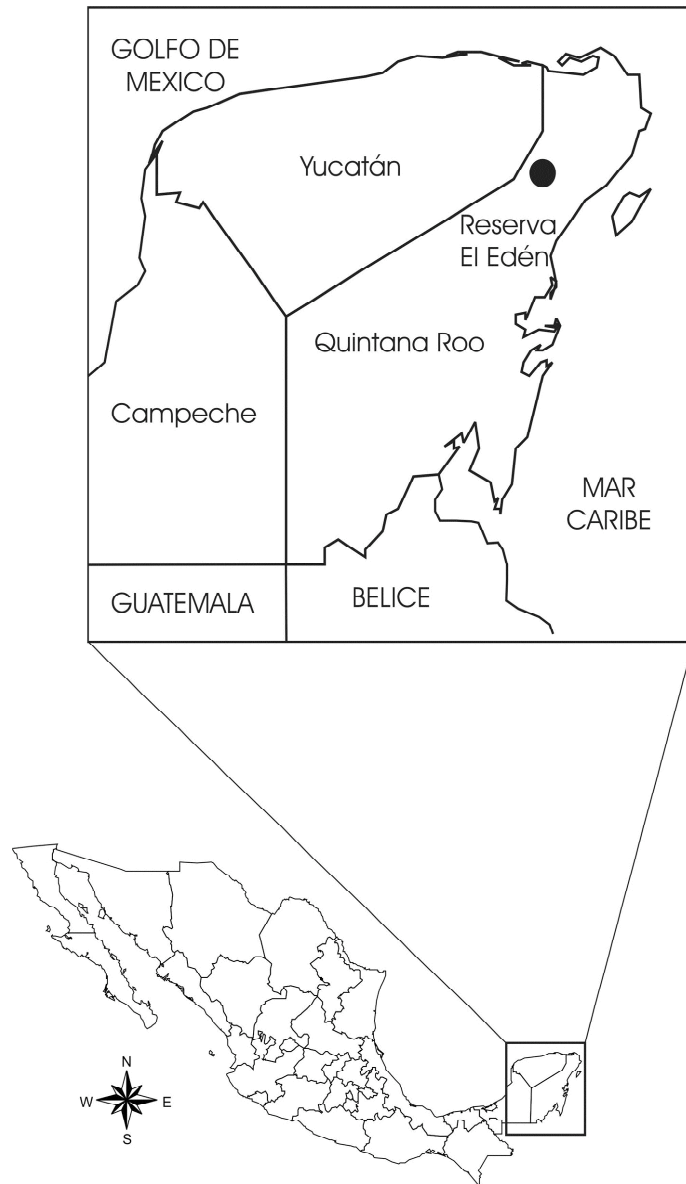 GOLFO DE
MEXICO
Yucatán
Reserva
El Edén
Quintana Roo
Campeche
MAR
CARIBE
GUATEMALA
BELICE
N
W
E
S